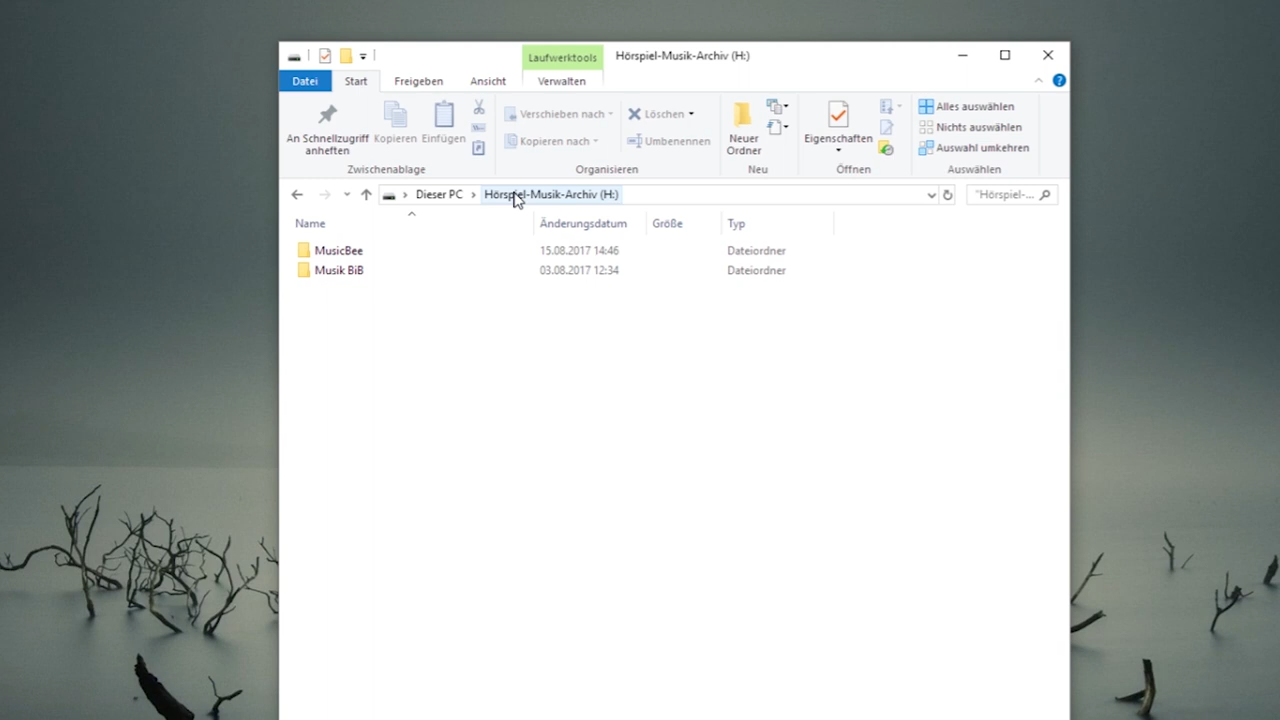 Laufwerktools Hörspiel-Musik-Archiv (H:)
Datei Start Freigeben Ansicht Verwalten
An Schnellzugriff anheften
Kopieren
Einfügen
Zwischenablage
Verschieben nach
Kopieren nach
Löschen
Umbenennen
Organisieren
Neuer Ordner
Neu
Eigenschaften
Öffnen
Alles auswählen
Nichts auswählen
Auswahl umkehren
Auswählen
Dieser PC Hörspiel-Musik-Archiv (H:) "Hörspiel-...
Name Änderungsdatum Größe Typ
MusicBee 15.08.2017 14:46 Dateiordner
Musik BiB 03.08.2017 12:34 Dateiordner